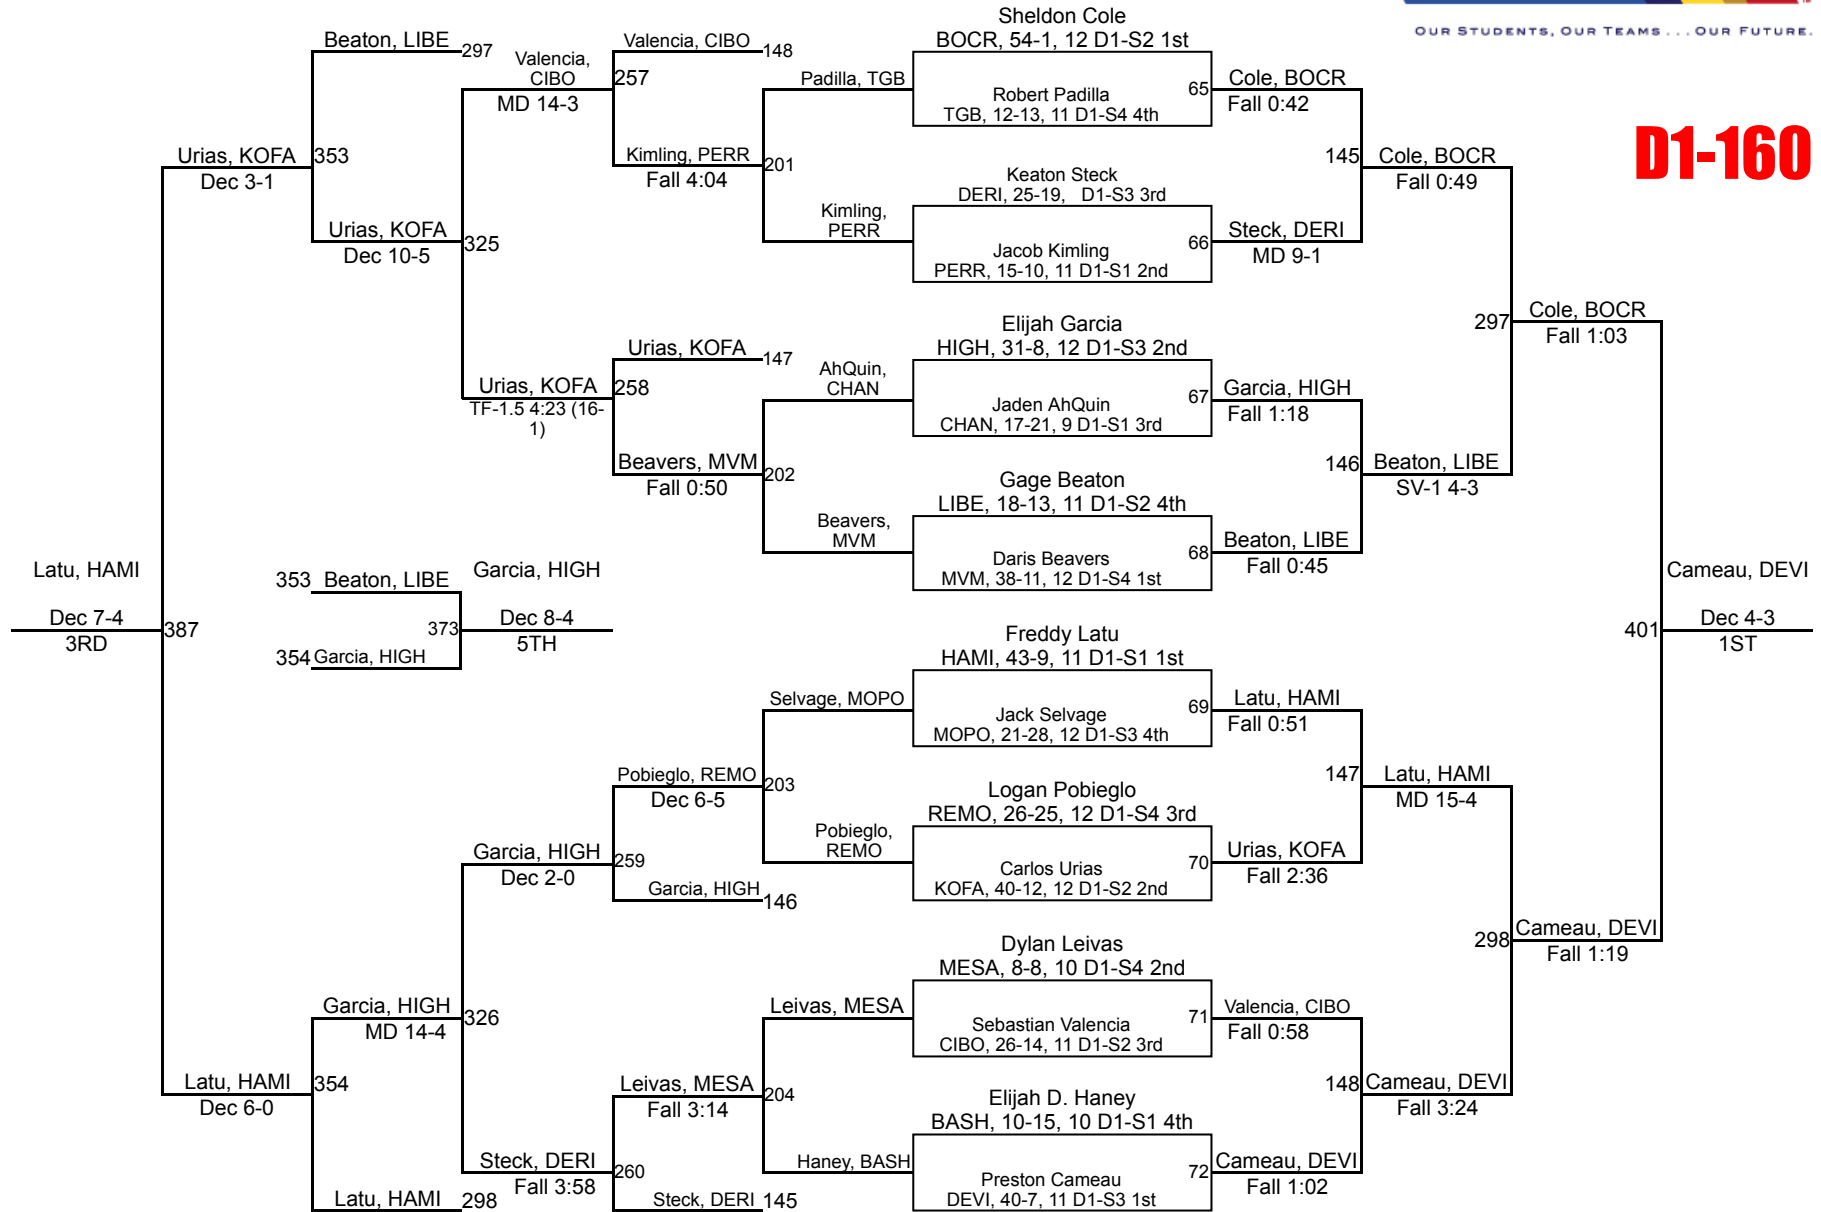 OUR STUDENTS, OUR TEAMS . . . OUR FUTURE.
D1-160
Sheldon Cole
BOCR, 54-1, 12 D1-S2 1st
65
Robert Padilla
TGB, 12-13, 11 D1-S4 4th
Keaton Steck
DERI, 25-19, D1-S3 3rd
66
Jacob Kimling
PERR, 15-10, 11 D1-S1 2nd
Elijah Garcia
HIGH, 31-8, 12 D1-S3 2nd
67
Jaden AhQuin
CHAN, 17-21, 9 D1-S1 3rd
Gage Beaton
LIBE, 18-13, 11 D1-S2 4th
68
Daris Beavers
MVM, 38-11, 12 D1-S4 1st
Freddy Latu
HAMI, 43-9, 11 D1-S1 1st
69
Jack Selvage
MOPO, 21-28, 12 D1-S3 4th
Logan Pobieglo
REMO, 26-25, 12 D1-S4 3rd
70
Carlos Urias
KOFA, 40-12, 12 D1-S2 2nd
Dylan Leivas
MESA, 8-8, 10 D1-S4 2nd
71
Sebastian Valencia
CIBO, 26-14, 11 D1-S2 3rd
Elijah D. Haney
BASH, 10-15, 10 D1-S1 4th
72
Preston Cameau
DEVI, 40-7, 11 D1-S3 1st
Cole, BOCR
Fall 0:42
Steck, DERI
MD 9-1
Garcia, HIGH
Fall 1:18
Beaton, LIBE
Fall 0:45
Latu, HAMI
Fall 0:51
Urias, KOFA
Fall 2:36
Valencia, CIBO
Fall 0:58
Cameau, DEVI
Fall 1:02
145
Cole, BOCR
Fall 0:49
146
Beaton, LIBE
SV-1 4-3
147
Latu, HAMI
MD 15-4
148
Cameau, DEVI
Fall 3:24
297
Cole, BOCR
Fall 1:03
298
Cameau, DEVI
Fall 1:19
Cameau, DEVI
401
Dec 4-3
1ST
Padilla, TGB
Kimling,
PERR
AhQuin,
CHAN
Beavers,
MVM
Selvage, MOPO
Pobieglo,
REMO
Leivas, MESA
Haney, BASH
Valencia, CIBO
148
Kimling, PERR
201
Fall 4:04
Urias, KOFA
147
Beavers, MVM
202
Fall 0:50
Pobieglo, REMO
203
Dec 6-5
Garcia, HIGH
146
Leivas, MESA
204
Fall 3:14
Steck, DERI
145
Valencia,
CIBO
257
MD 14-3
Urias, KOFA
258
TF-1.5 4:23 (16-
1)
Garcia, HIGH
259
Dec 2-0
Steck, DERI
260
Fall 3:58
Beaton, LIBE
297
Urias, KOFA
325
Dec 10-5
Garcia, HIGH
326
MD 14-4
Latu, HAMI
298
Urias, KOFA
353
Dec 3-1
Latu, HAMI
354
Dec 6-0
Latu, HAMI
Dec 7-4
387
3RD
353
Beaton, LIBE
354
Garcia, HIGH
373
Garcia, HIGH
Dec 8-4
5TH